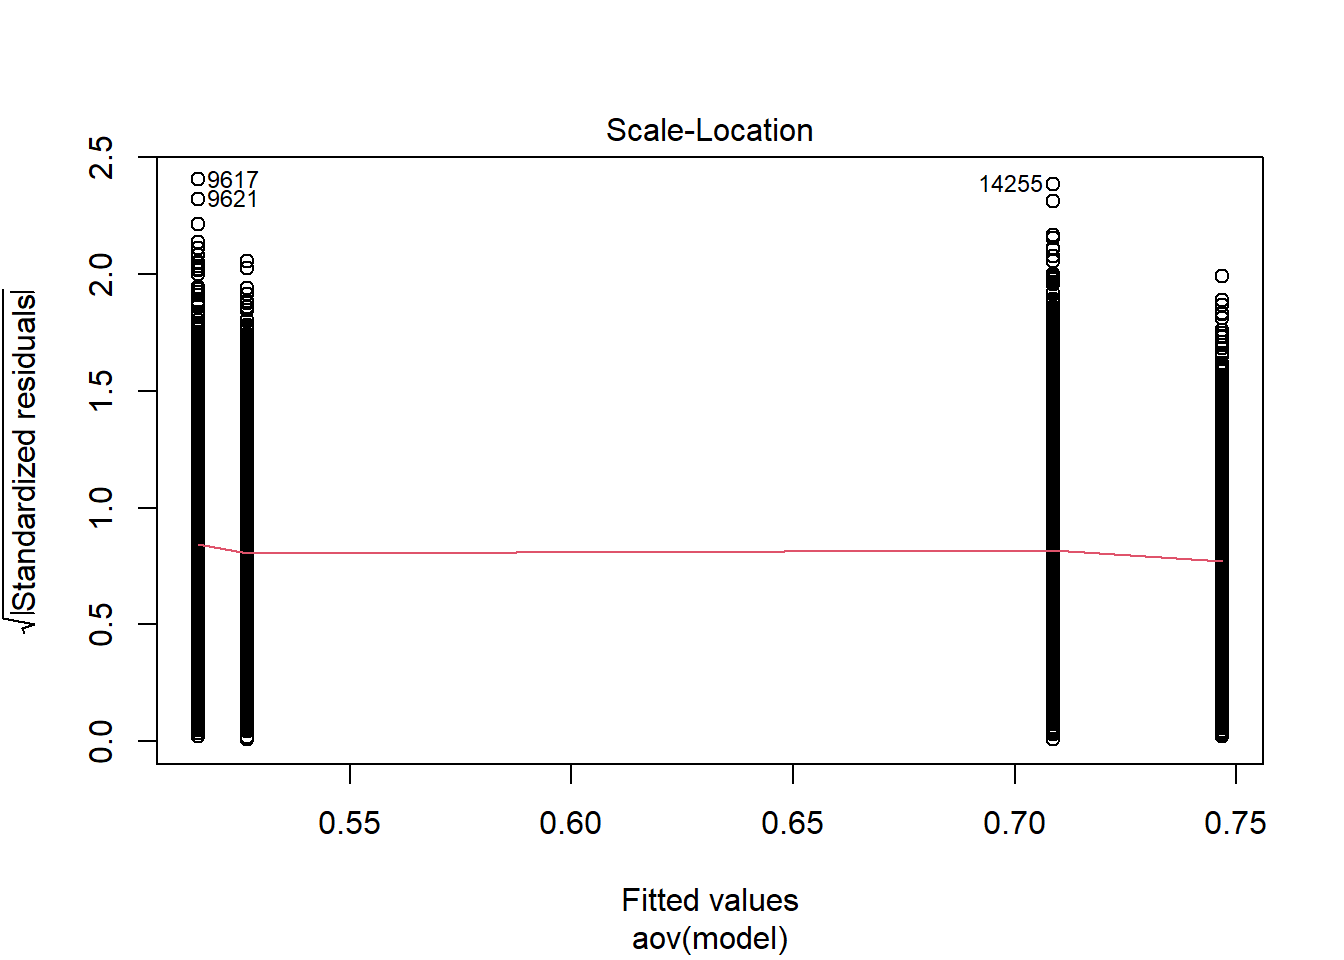 Scale-Location
√|Standardized residuals|
2.5
2.0
1.5
1.0
0.5
0.0
9617
9621
14255
0.55 0.60 0.65 0.70 0.75
Fitted values
aov(model)